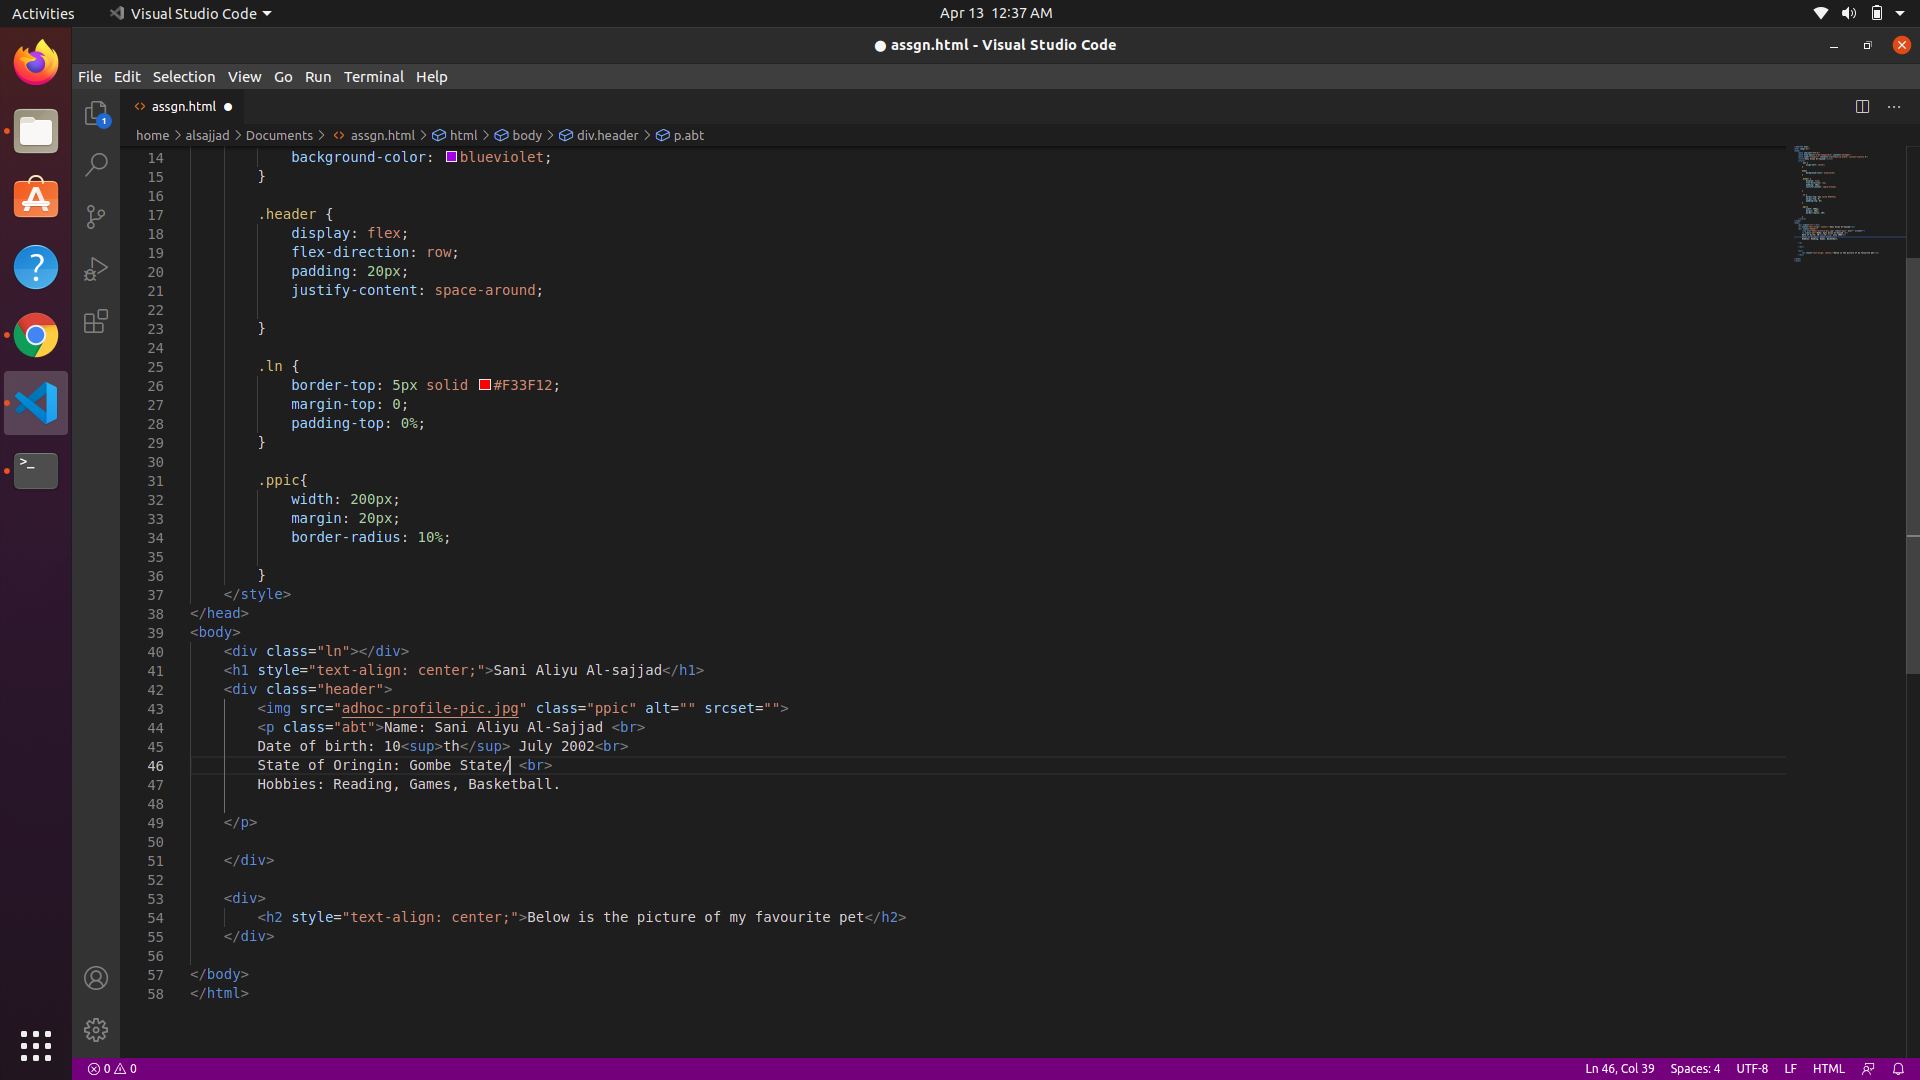 Activities Visual Studio Code Apr 13 12:37 AM
● assgn.html - Visual Studio Code
File Edit Selection View Go Run Terminal Help
1
<> assgn.html ●
home > alsajjad > Documents > <> assgn.html > html > body > div.header > p.abt
14 background-color: blueviolet;
15 }
16
17 .header {
18 display: flex;
19 flex-direction: row;
20 padding: 20px;
21 justify-content: space-around;
22
23 }
24
25 .ln {
26 border-top: 5px solid #F33F12;
27 margin-top: 0;
28 padding-top: 0%;
29 }
30
31 .ppic{
32 width: 200px;
33 margin: 20px;
34 border-radius: 10%;
35
36 }
37 </style>
38 </head>
39 <body>
40 <div class="ln"></div>
41 <h1 style="text-align: center;">Sani Aliyu Al-sajjad</h1>
42 <div class="header">
43 <img src="adhoc-profile-pic.jpg" class="ppic" alt="" srcset="">
44 <p class="abt">Name: Sani Aliyu Al-Sajjad <br>
45 Date of birth: 10<sup>th</sup> July 2002<br>
46 State of Oringin: Gombe State/ <br>
47 Hobbies: Reading, Games, Basketball.
48
49 </p>
50
51 </div>
52
53 <div>
54 <h2 style="text-align: center;">Below is the picture of my favourite pet</h2>
55 </div>
56
57 </body>
58 </html>
0 0 Ln 46, Col 39 Spaces: 4 UTF-8 LF HTML